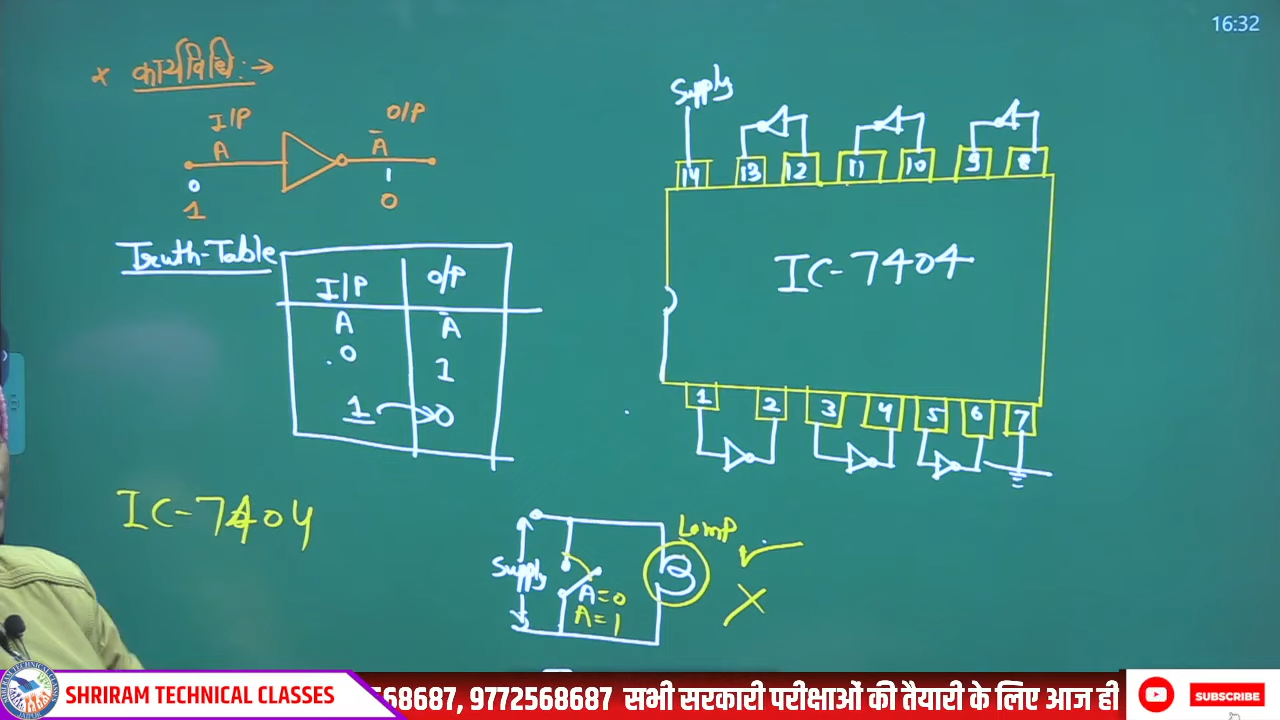 16:32
* कार्यविधि:→
I/P
O/P
A
Ā
0
1
1
0
Truth-Table
I/P
O/P
A
Ā
0
1
1
0
IC-7404
Supply
14
13
12
11
10
9
8
IC-7404
1
2
3
4
5
6
7
Supply
Lamp
A=0
A=1
SHRIRAM TECHNICAL CLASSES
568687, 9772568687 सभी सरकारी परीक्षाओं की तैयारी के लिए आज ही
SUBSCRIBE